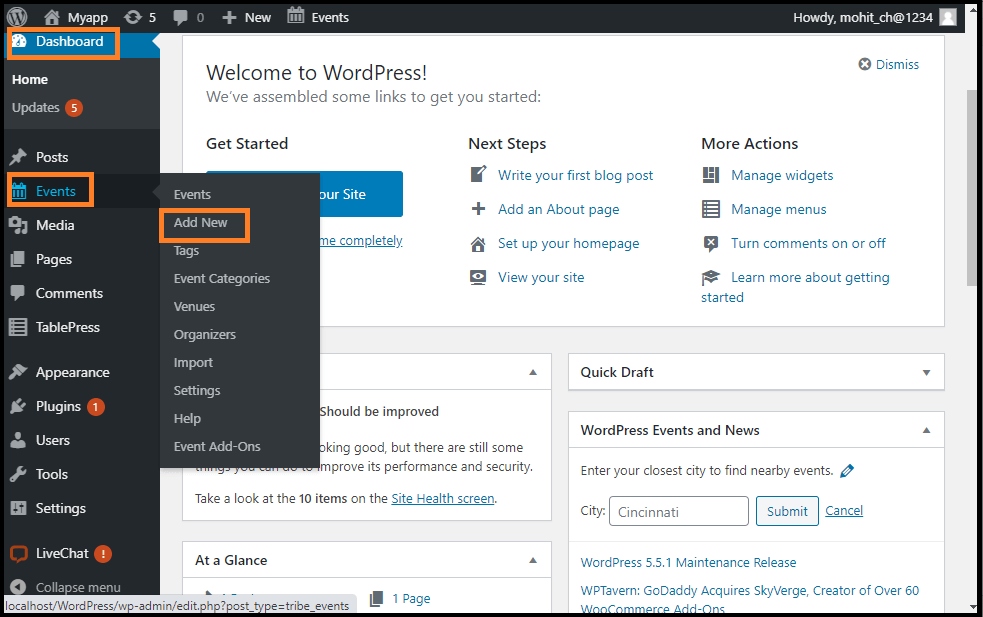 Myapp 5 0 New Events Howdy, mohit_ch@1234
Dashboard
Home
Updates 5
Posts
Events
Media
Pages
Comments
TablePress
Appearance
Plugins 1
Users
Tools
Settings
LiveChat !
Collapse menu
localhost/WordPress/wp-admin/edit.php?post_type=tribe_events
Events
Add New
Tags
Event Categories
Venues
Organizers
Import
Settings
Help
Event Add-Ons
Welcome to WordPress!
We've assembled some links to get you started:
Dismiss
Get Started
our Site
me completely
Next Steps
Write your first blog post
Add an About page
Set up your homepage
View your site
More Actions
Manage widgets
Manage menus
Turn comments on or off
Learn more about getting
started
Should be improved
oking good, but there are still some
things you can do to improve its performance and security.
Take a look at the 10 items on the Site Health screen.
At a Glance
1 Page
Quick Draft
WordPress Events and News
Enter your closest city to find nearby events.
City: Cincinnati Submit Cancel
WordPress 5.5.1 Maintenance Release
WPTavern: GoDaddy Acquires SkyVerge, Creator of Over 60
WooCommerce Add-Ons